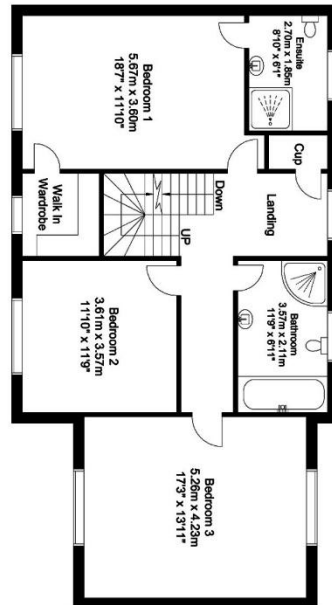 Ensuite
2.70m x 1.85m
8'10" x 6'1"
Bedroom 1
5.67m x 3.60m
18'7" x 11'10"
Cup
Landing
Down
UP
Walk In
Wardrobe
Bathroom
3.57m x 2.11m
11'9" x 6'11"
Bedroom 2
3.61m x 3.57m
11'10" x 11'9"
Bedroom 3
5.26m x 4.23m
17'3" x 13'11"